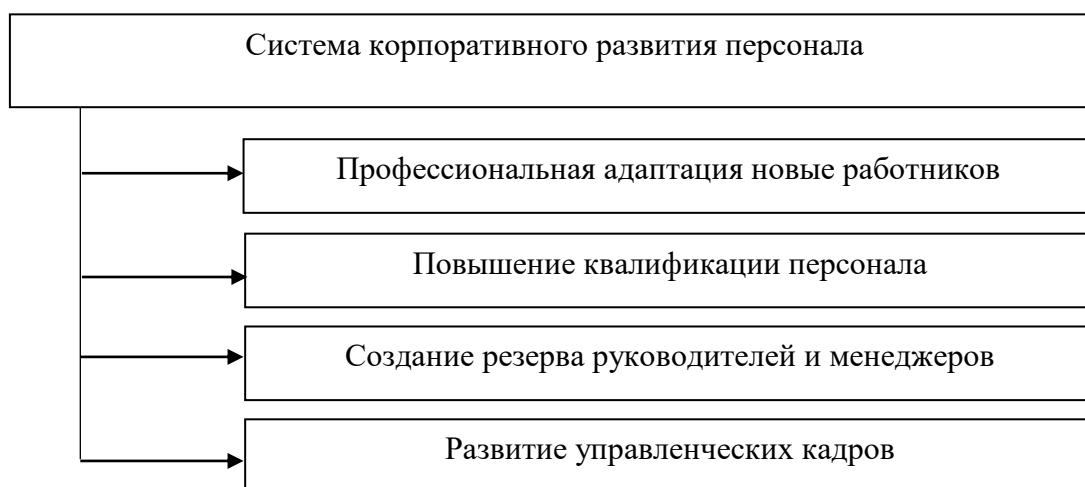 Система корпоративного развития персонала
Профессиональная адаптация новые работников
Повышение квалификации персонала
Создание резерва руководителей и менеджеров
Развитие управленческих кадров